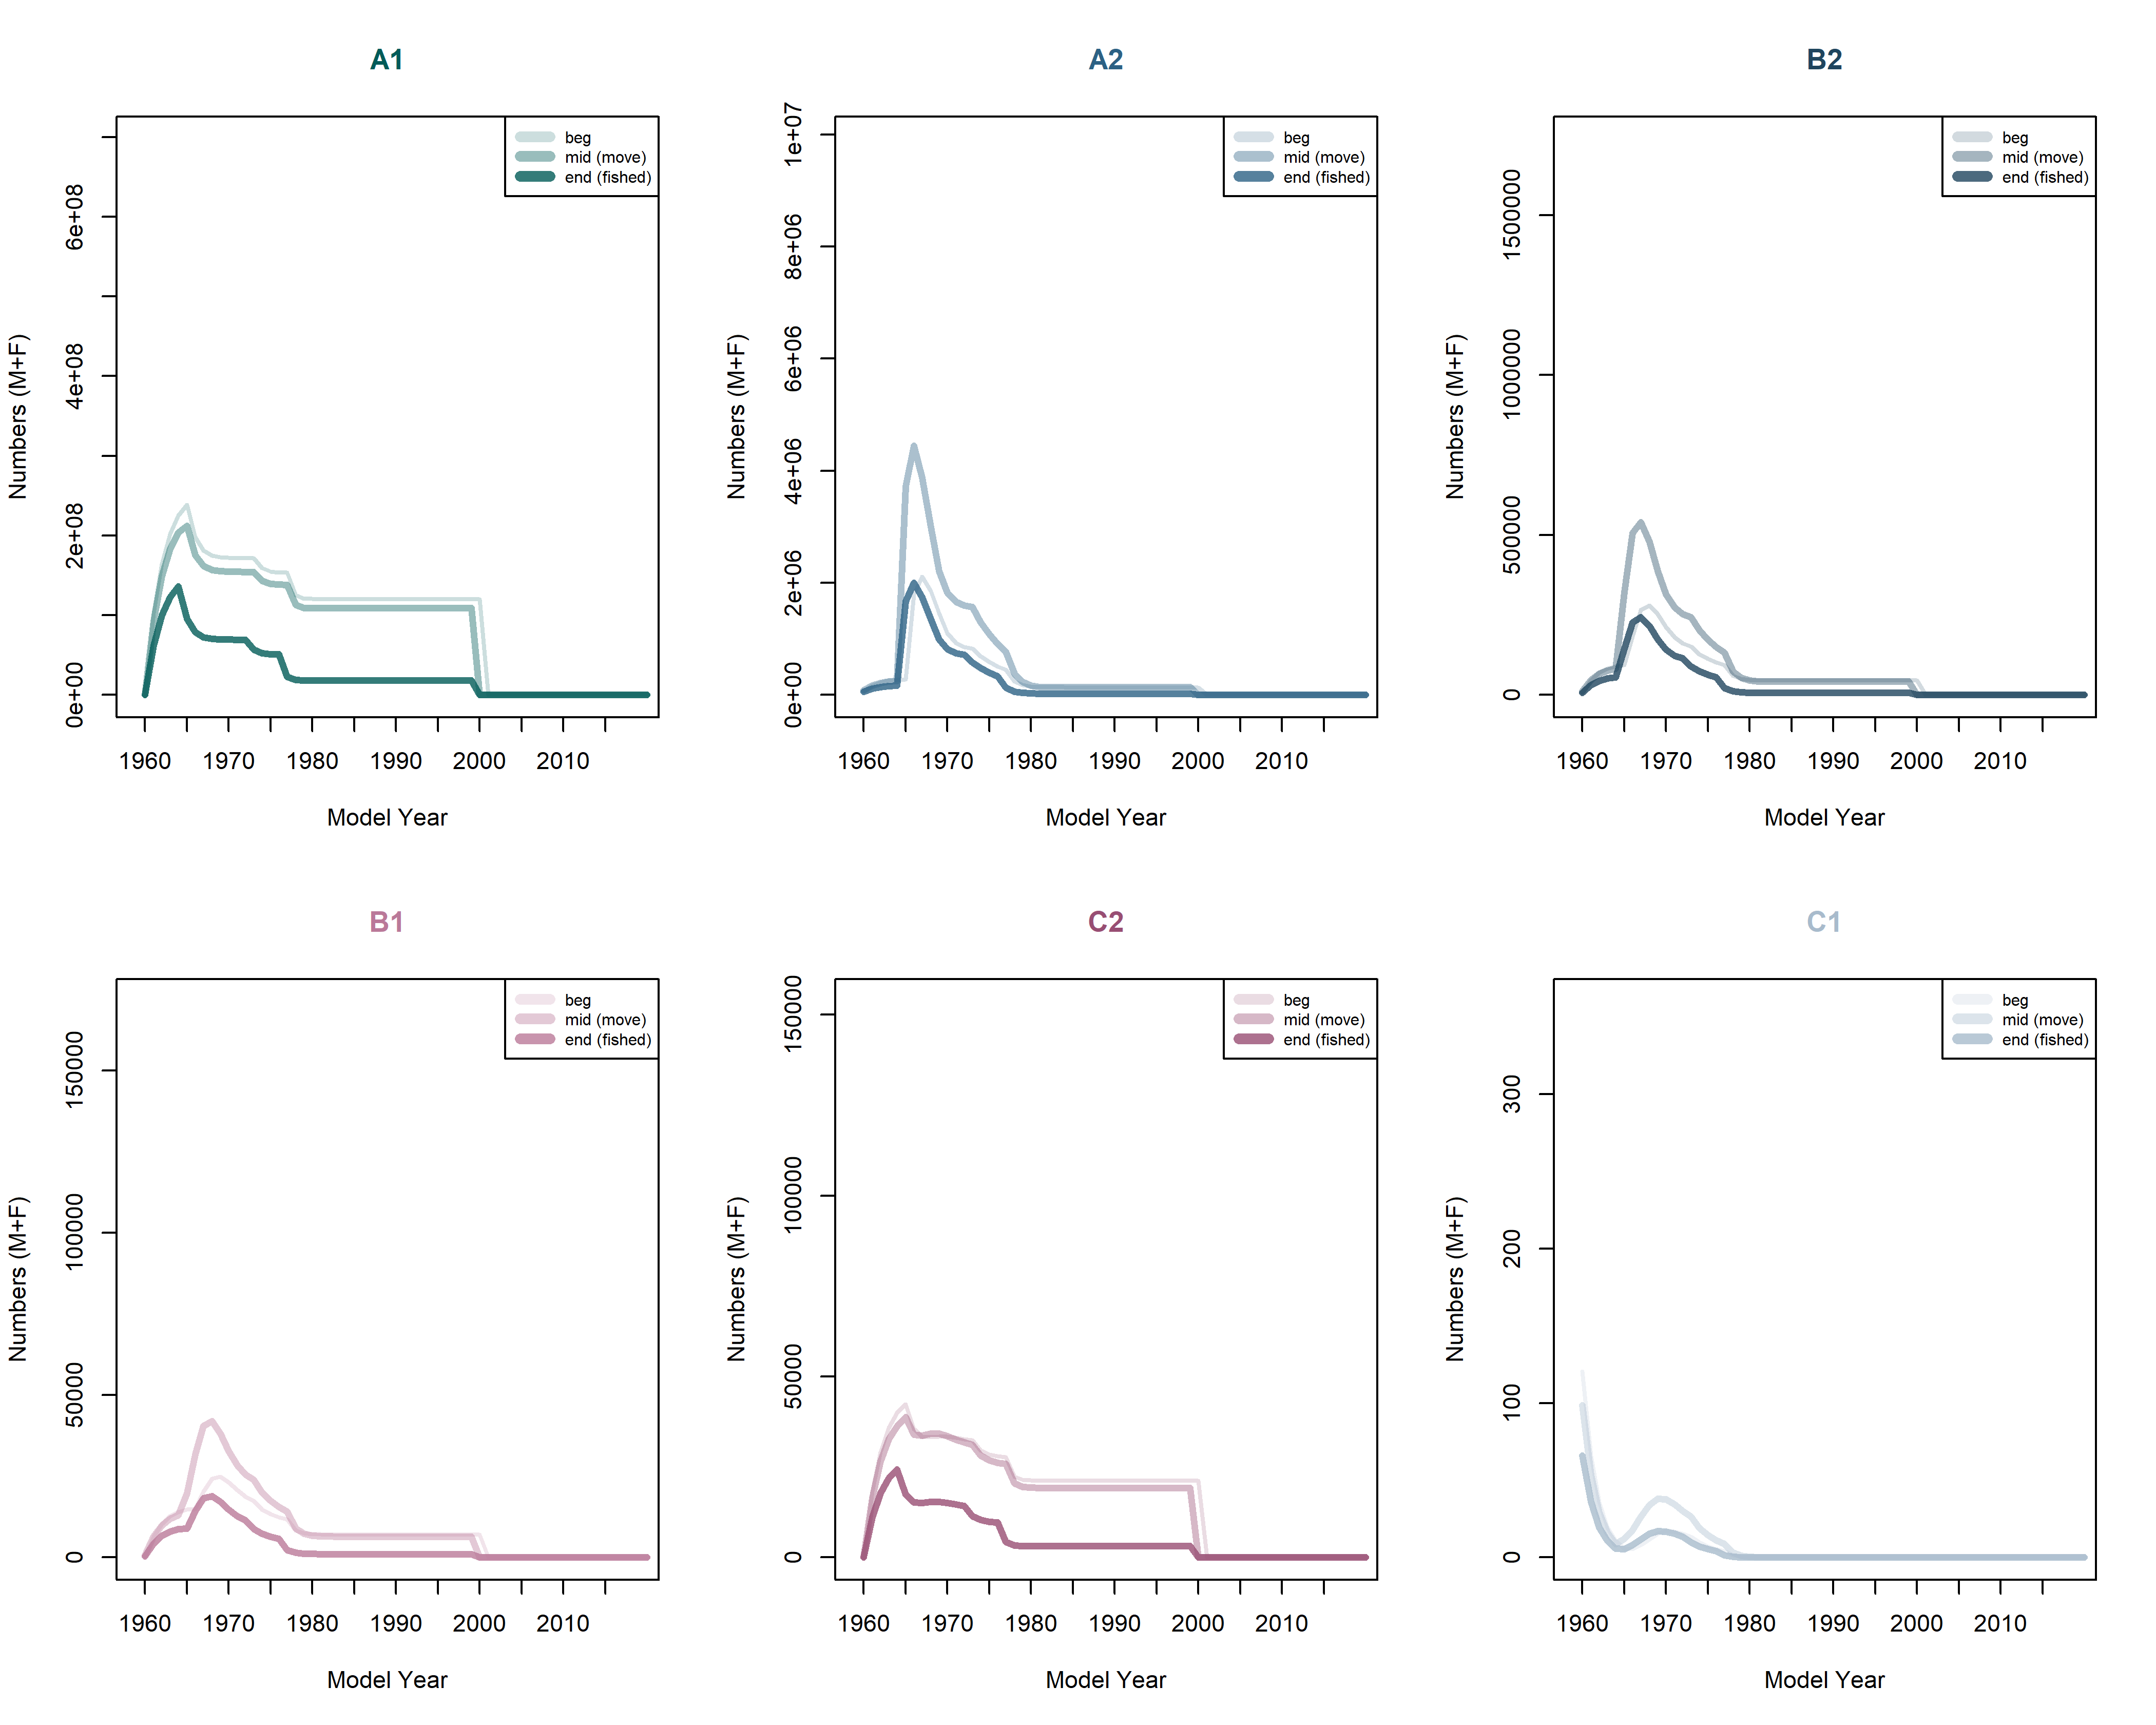 A1
beg
mid (move)
end (fished)
Numbers (M+F)
6e+08
4e+08
2e+08
0e+00
1960 1970 1980 1990 2000 2010
Model Year
A2
beg
mid (move)
end (fished)
Numbers (M+F)
1e+07
8e+06
6e+06
4e+06
2e+06
0e+00
1960 1970 1980 1990 2000 2010
Model Year
B2
beg
mid (move)
end (fished)
Numbers (M+F)
1500000
1000000
500000
0
1960 1970 1980 1990 2000 2010
Model Year
B1
beg
mid (move)
end (fished)
Numbers (M+F)
150000
100000
50000
0
1960 1970 1980 1990 2000 2010
Model Year
C2
beg
mid (move)
end (fished)
Numbers (M+F)
150000
100000
50000
0
1960 1970 1980 1990 2000 2010
Model Year
C1
beg
mid (move)
end (fished)
Numbers (M+F)
300
200
100
0
1960 1970 1980 1990 2000 2010
Model Year